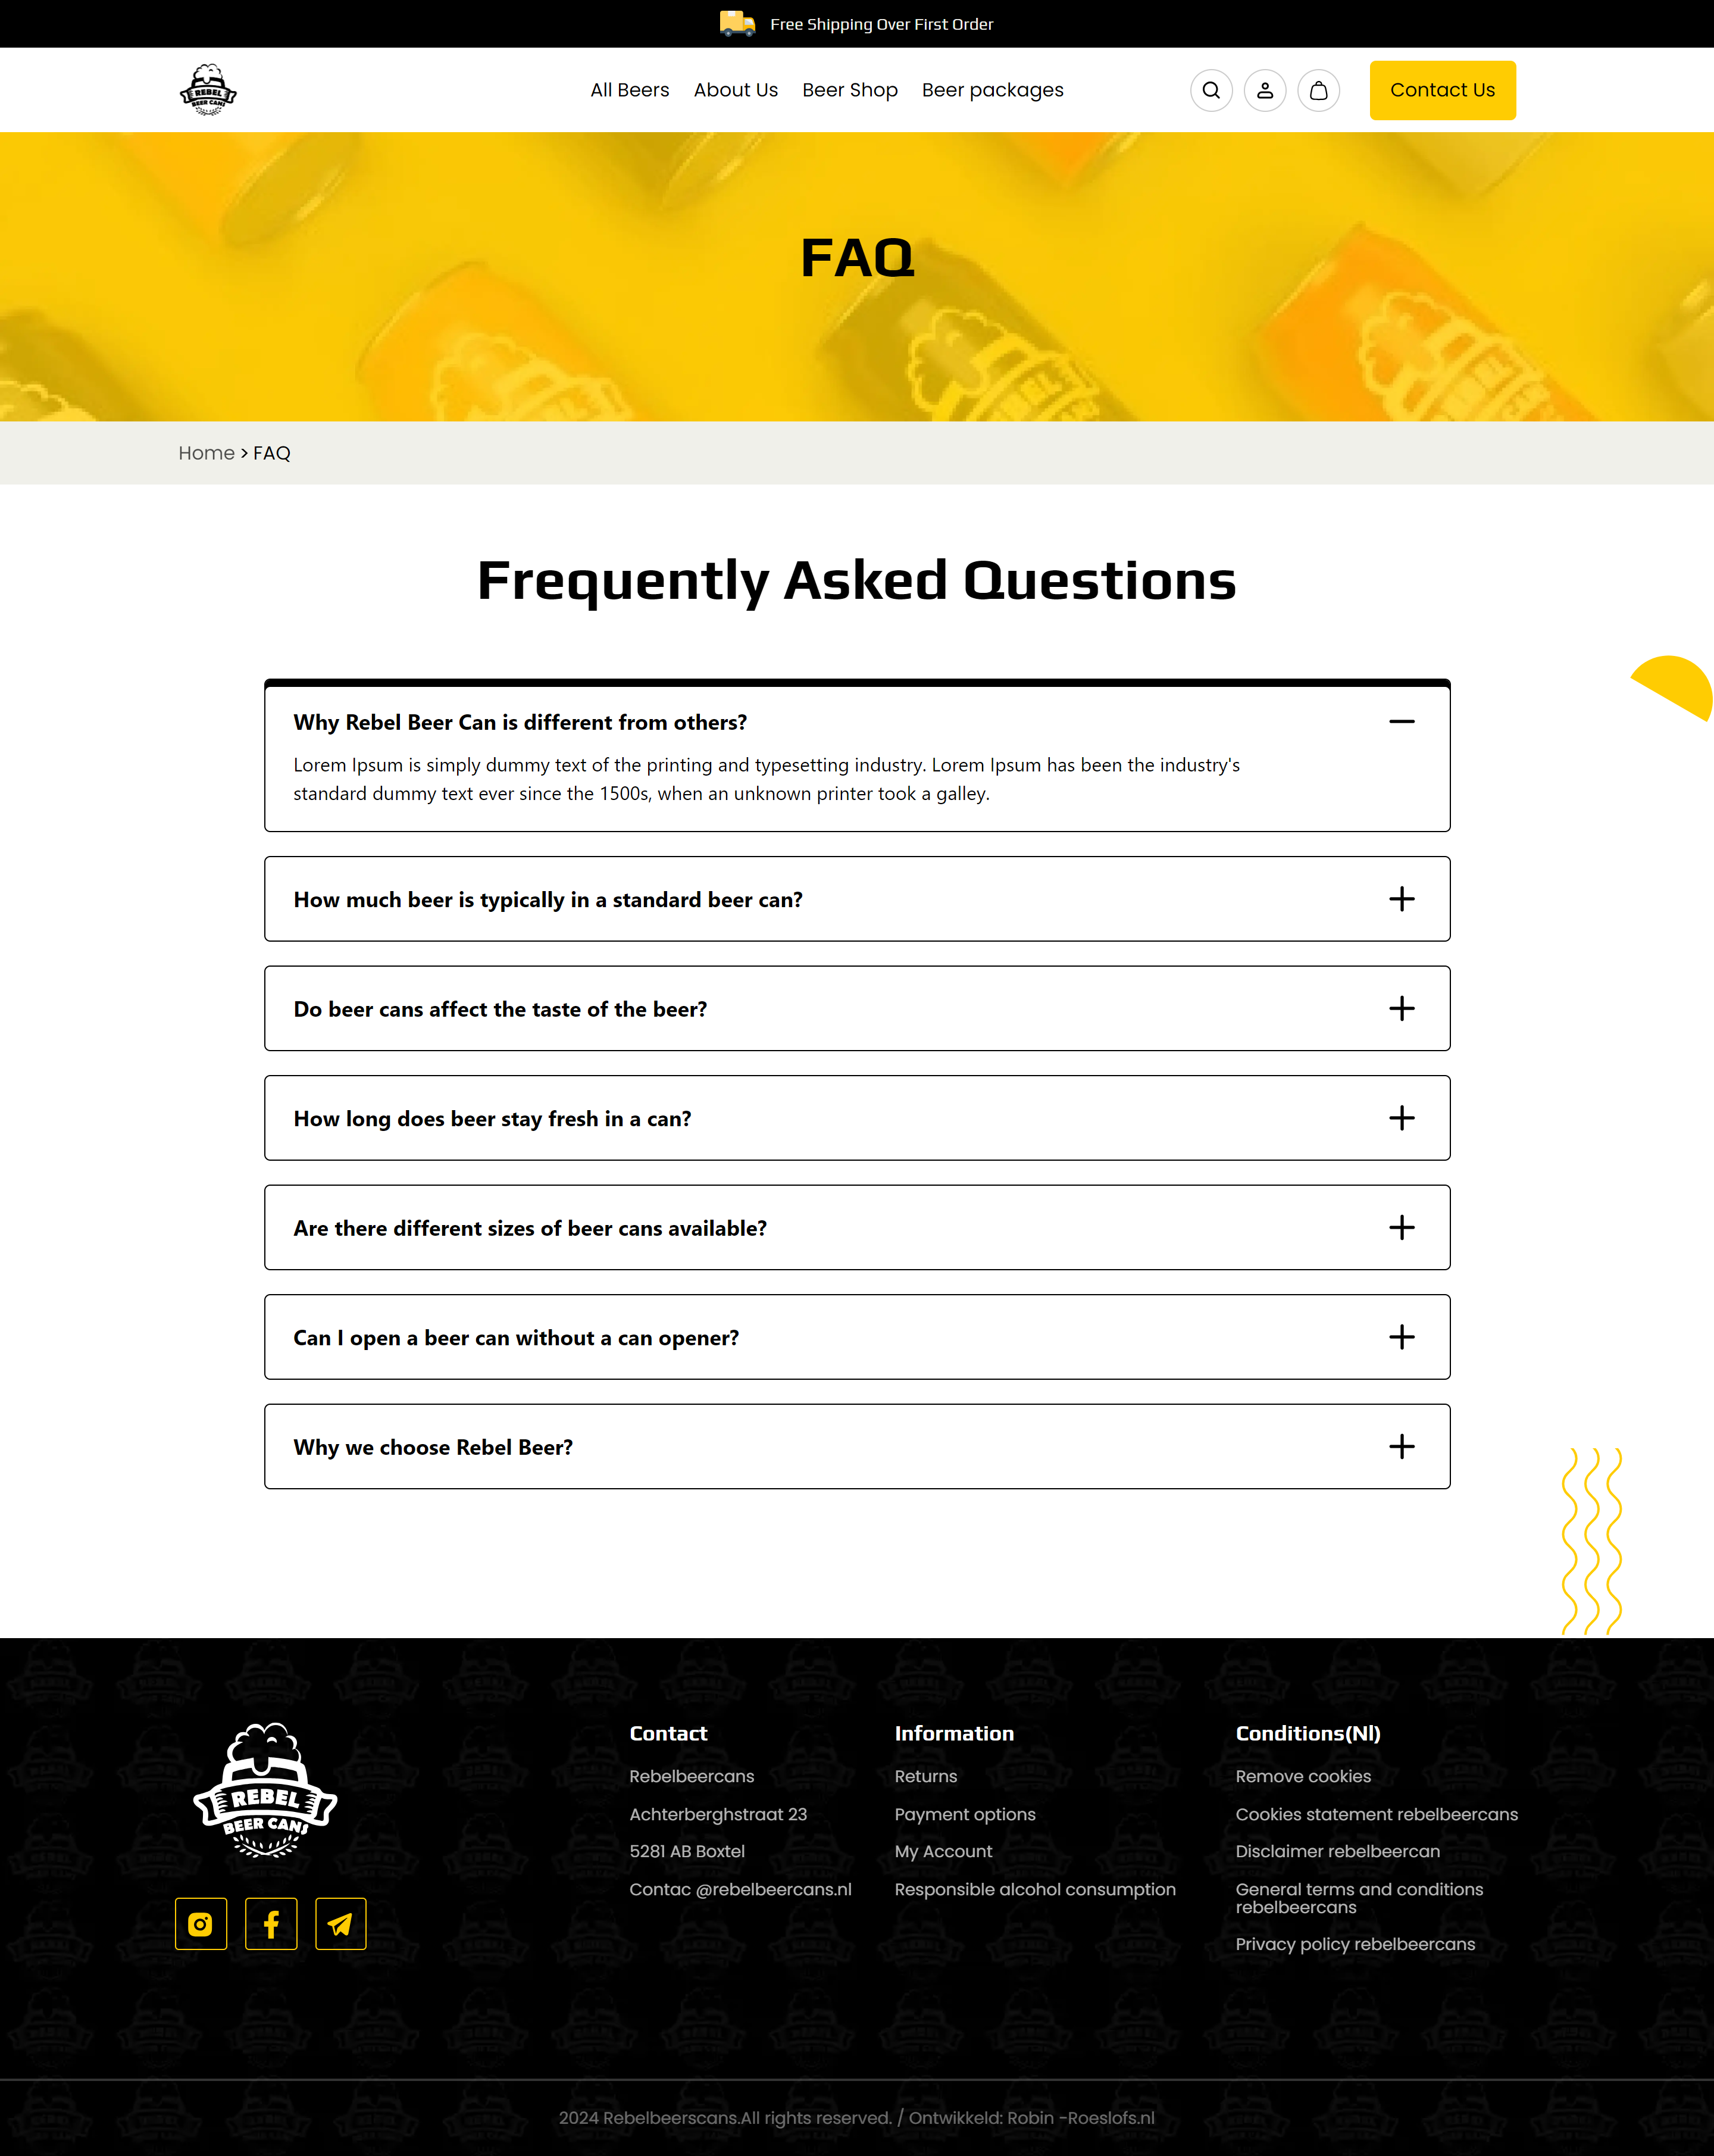 Free Shipping Over First Order
REBEL
BEER CANS
All Beers About Us Beer Shop Beer packages
Contact Us
FAQ
Home > FAQ
Frequently Asked Questions
Why Rebel Beer Can is different from others?
Lorem Ipsum is simply dummy text of the printing and typesetting industry. Lorem Ipsum has been the industry's
standard dummy text ever since the 1500s, when an unknown printer took a galley.
How much beer is typically in a standard beer can?
Do beer cans affect the taste of the beer?
How long does beer stay fresh in a can?
Are there different sizes of beer cans available?
Can I open a beer can without a can opener?
Why we choose Rebel Beer?
REBEL
BEER CANS
Contact
Rebelbeercans
Achterberghstraat 23
5281 AB Boxtel
Contac @rebelbeercans.nl
Information
Returns
Payment options
My Account
Responsible alcohol consumption
Conditions(Nl)
Remove cookies
Cookies statement rebelbeercans
Disclaimer rebelbeercan
General terms and conditions
rebelbeercans
Privacy policy rebelbeercans
2024 Rebelbeerscans.All rights reserved. / Ontwikkeld: Robin -Roeslofs.nl